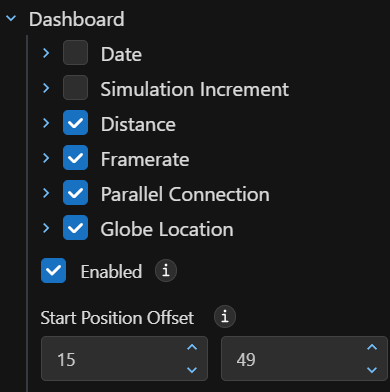 Dashboard
Date
Simulation Increment
Distance
Framerate
Parallel Connection
Globe Location
Enabled i
Start Position Offset i
15 49